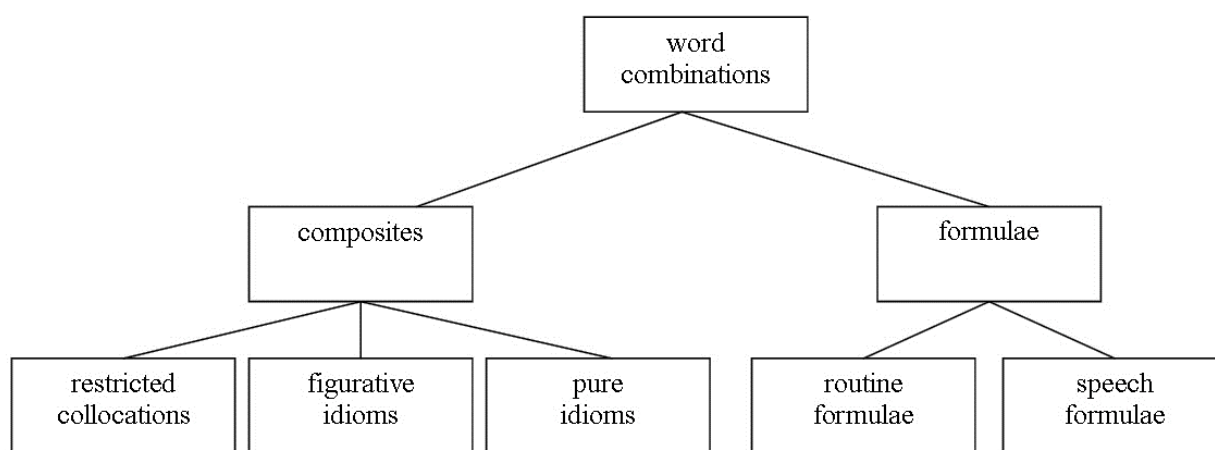 word
combinations
composites
formulae
restricted
collocations
figurative
idioms
pure
idioms
routine
formulae
speech
formulae